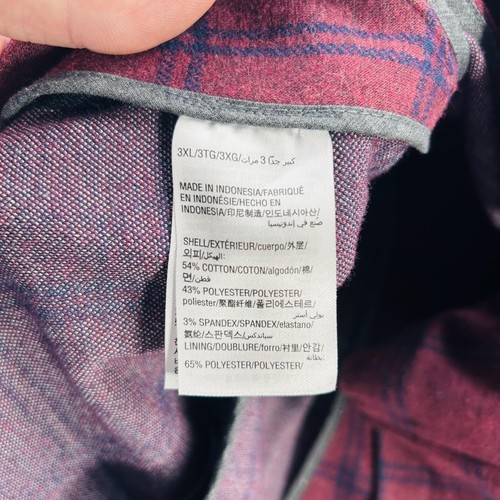 3XL/3TG/3XG/كبير جدًا 3 مرات
MADE IN INDONESIA/FABRIQUÉ
EN INDONÉSIE/HECHO EN
INDONESIA/印尼制造/인도네시아산/
صنع في إندونيسيا
SHELL/EXTÉRIEUR/cuerpo/外层/
외피/الهيكل:
54% COTTON/COTON/algodón/棉/
면/قطن
43% POLYESTER/POLYESTER/
poliester/聚酯纤维/폴리에스테르/
بولي أستر
3% SPANDEX/SPANDEX/elastano/
氨纶/스판덱스/سباندكس
LINING/DOUBLURE/forro/衬里/안감/
بطانة:
65% POLYESTER/POLYESTER/